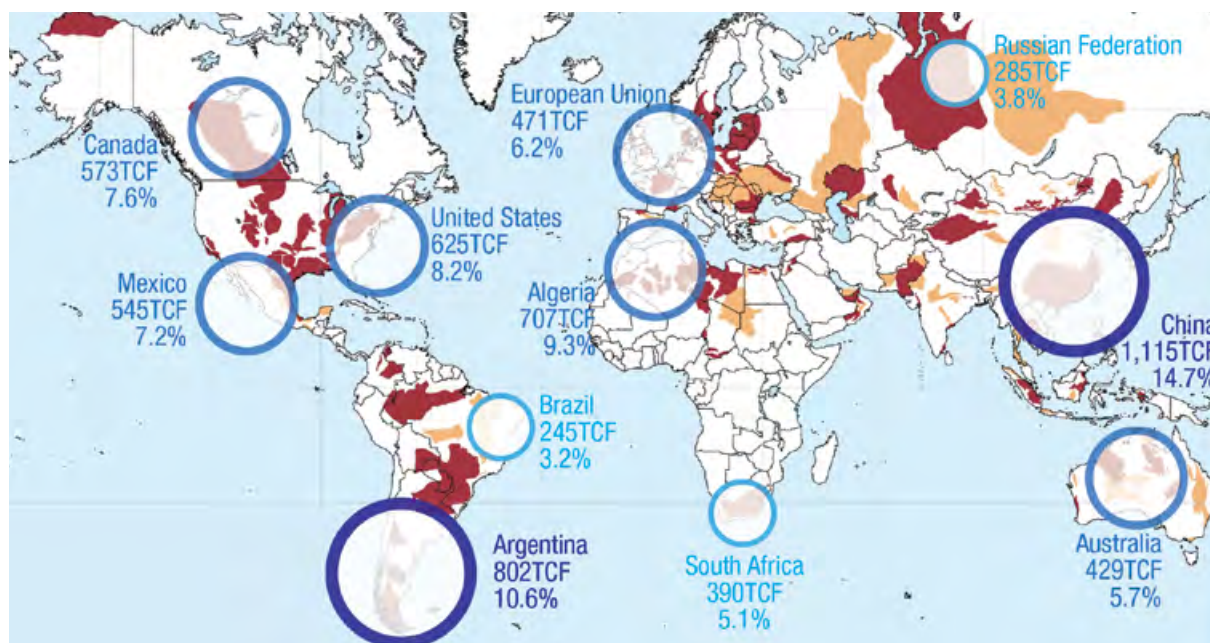 Russian Federation
285TCF
3.8%
European Union
471TCF
6.2%
Canada
573TCF
7.6%
United States
625TCF
8.2%
Mexico
545TCF
7.2%
Algeria
707TCF
9.3%
China
1,115TCF
14.7%
Brazil
245TCF
3.2%
Argentina
802TCF
10.6%
South Africa
390TCF
5.1%
Australia
429TCF
5.7%